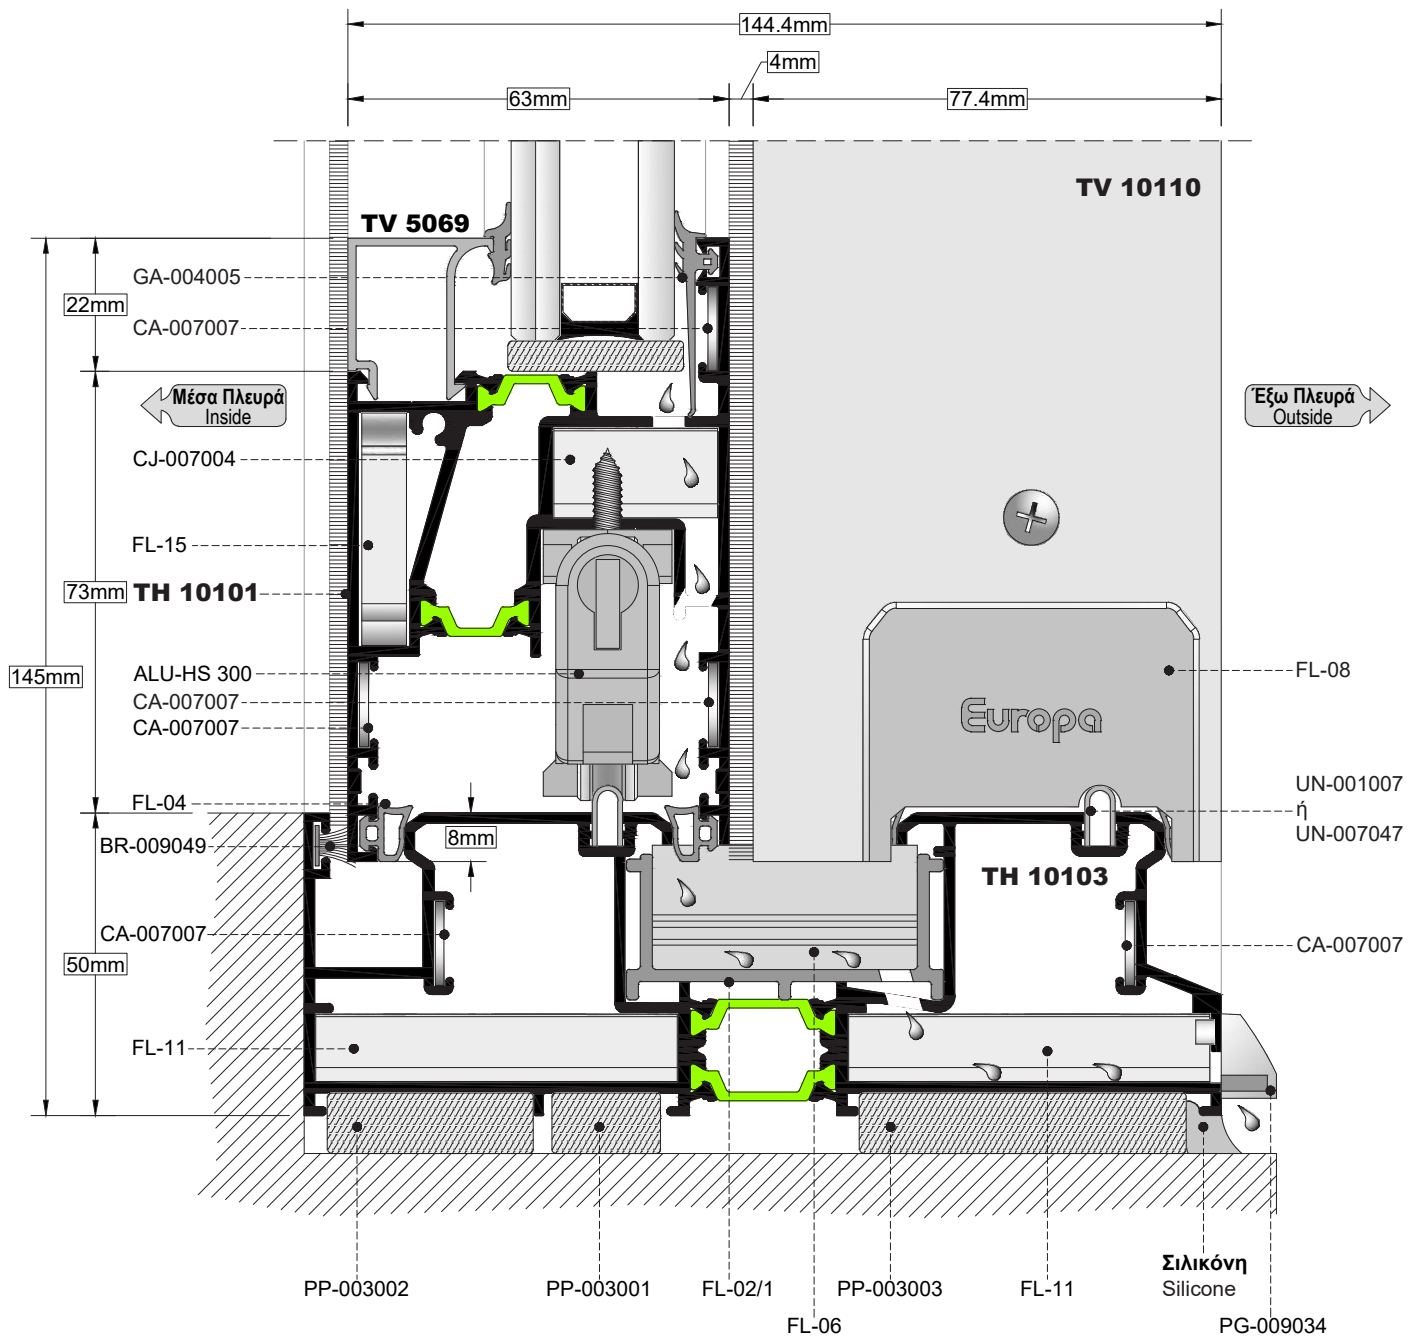 144.4mm
4mm
63mm
77.4mm
TV 10110
TV 5069
GA-004005
22mm
CA-007007
Μέσα Πλευρά
Inside
Έξω Πλευρά
Outside
CJ-007004
FL-15
73mm
TH 10101
145mm
ALU-HS 300
FL-08
CA-007007
CA-007007
Europa
FL-04
UN-001007
ή
UN-007047
8mm
BR-009049
TH 10103
CA-007007
CA-007007
50mm
FL-11
Σιλικόνη
Silicone
PP-003002
PP-003001
FL-02/1
PP-003003
FL-11
FL-06
PG-009034